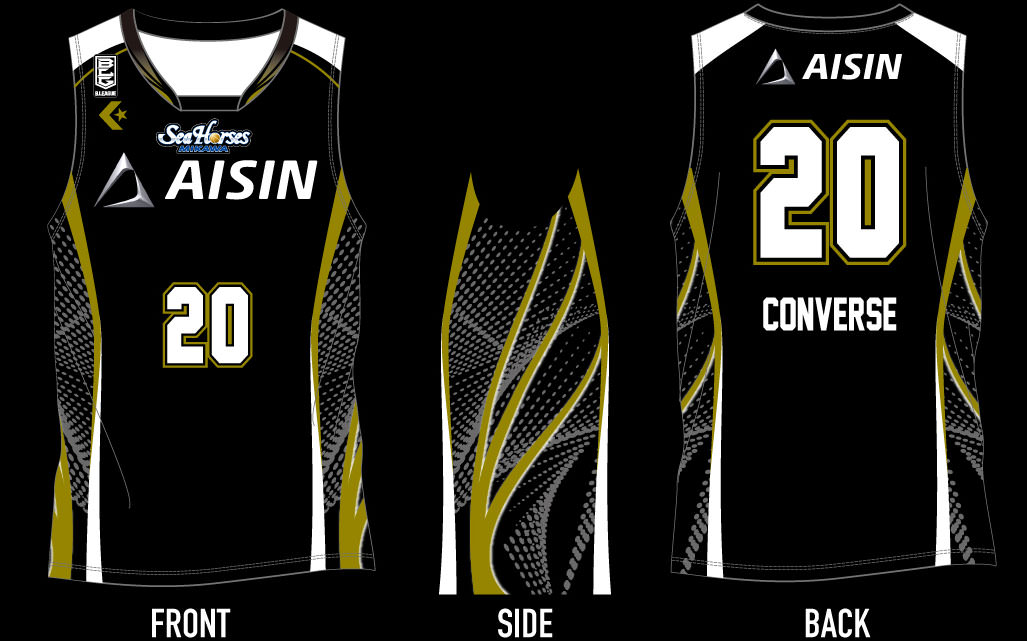 B.LEAGUE
SeaHorses
MIKAWA
AISIN
20
FRONT
SIDE
AISIN
20
CONVERSE
BACK